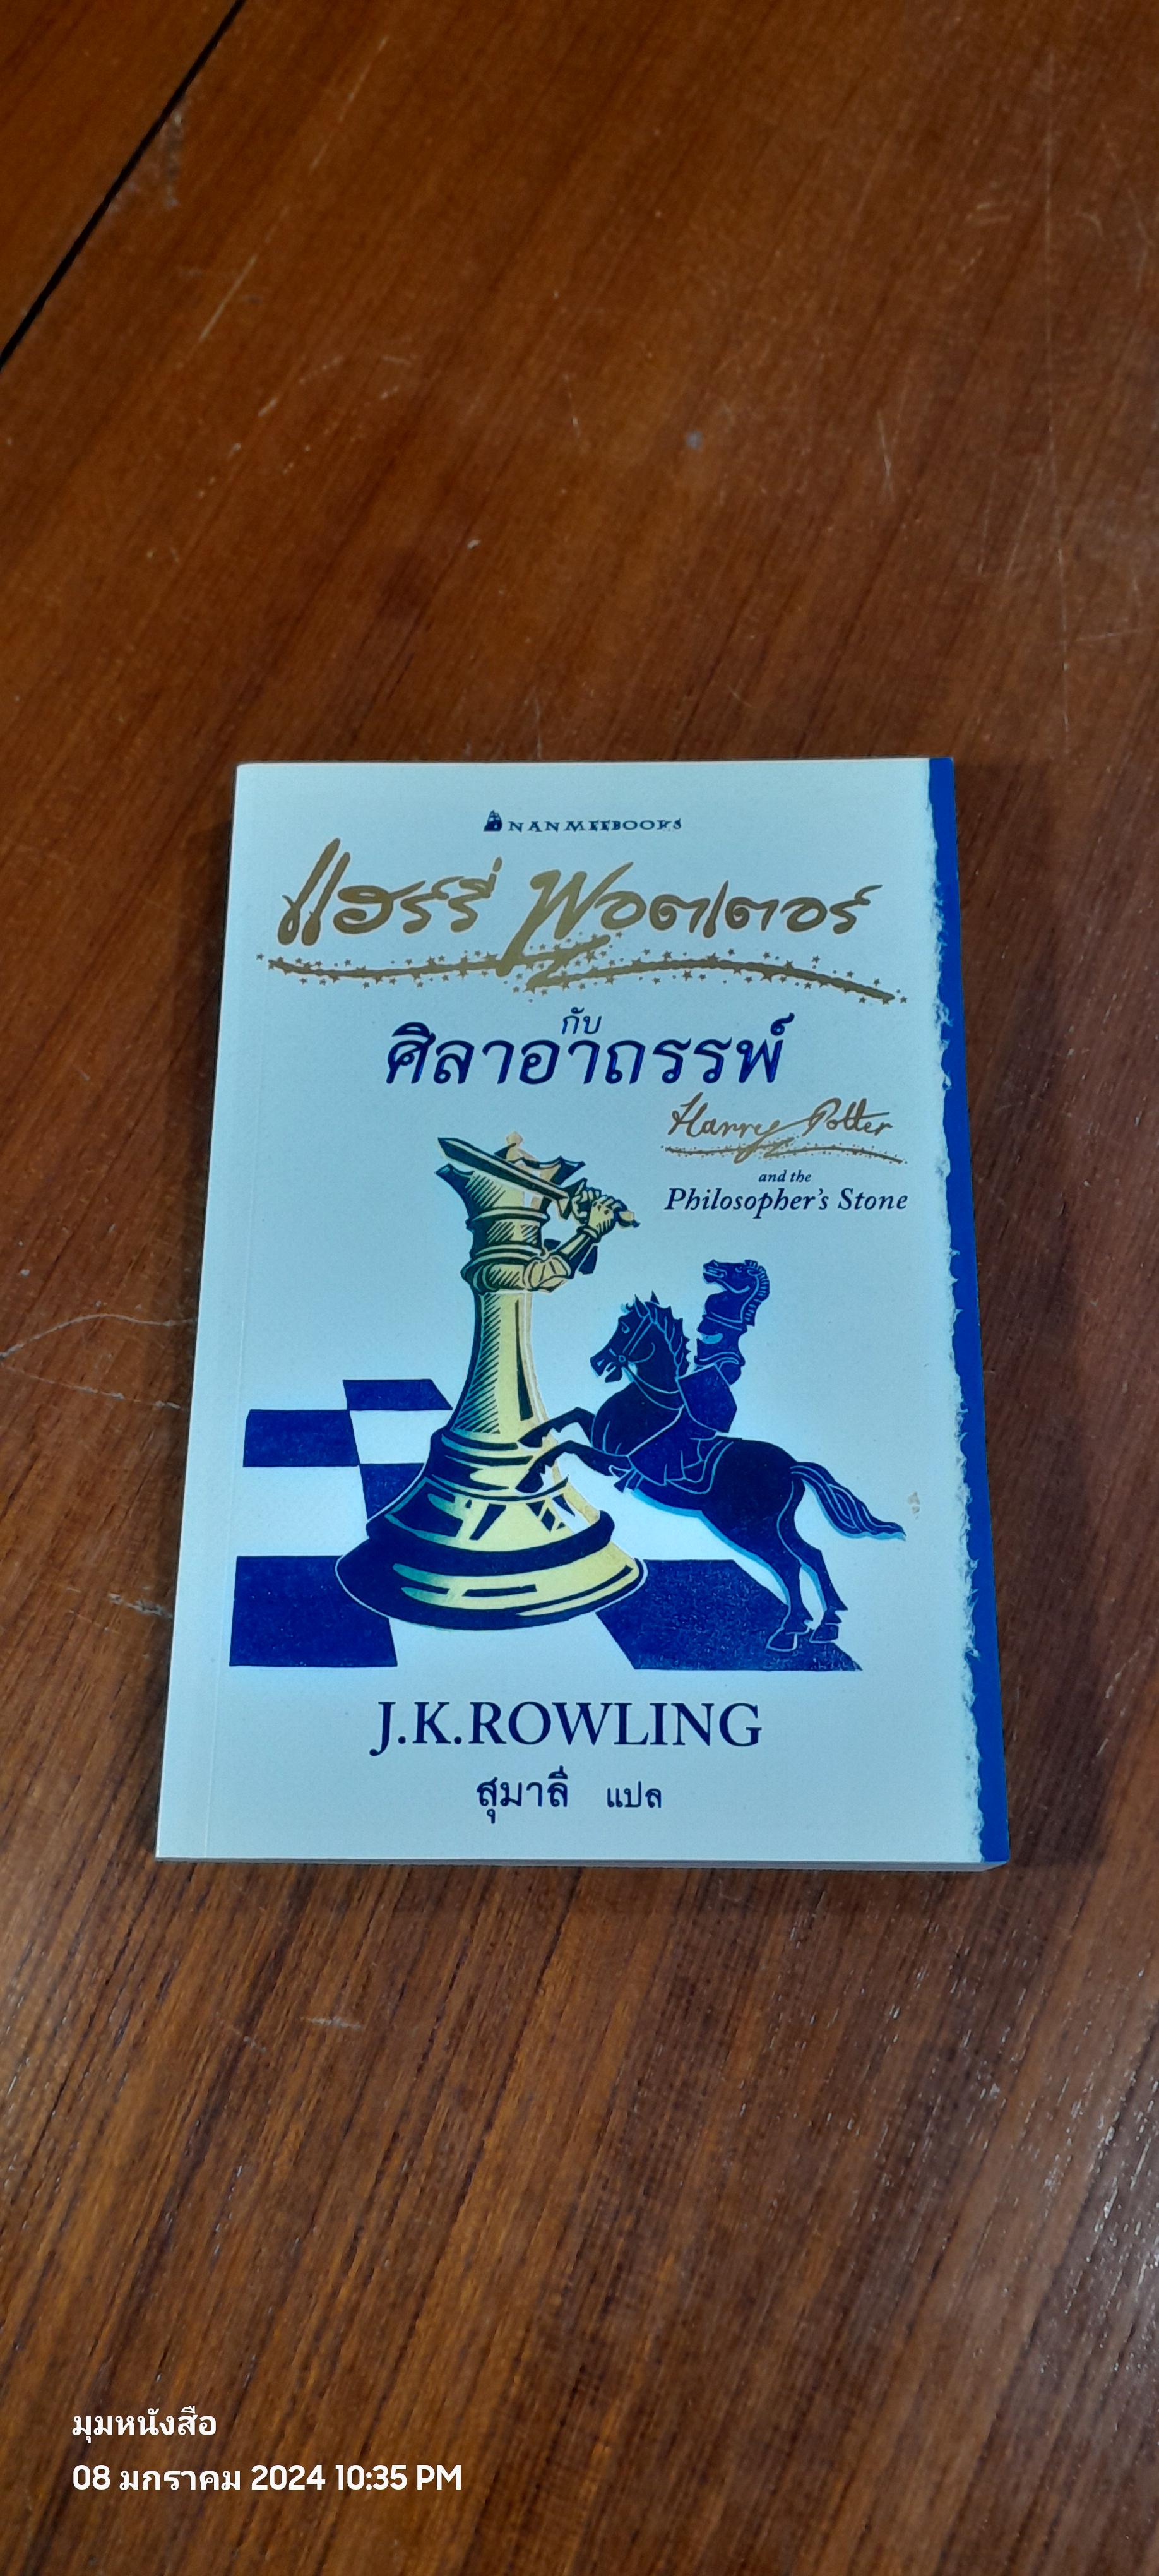 NANMEEBOOKS
แฮร์รี่ พอตเตอร์
กับ
ศิลาอาถรรพ์
Harry Potter
and the
Philosopher's Stone
J.K.ROWLING
สุมาลี แปล
มุมหนังสือ
08 มกราคม 2024 10:35 PM